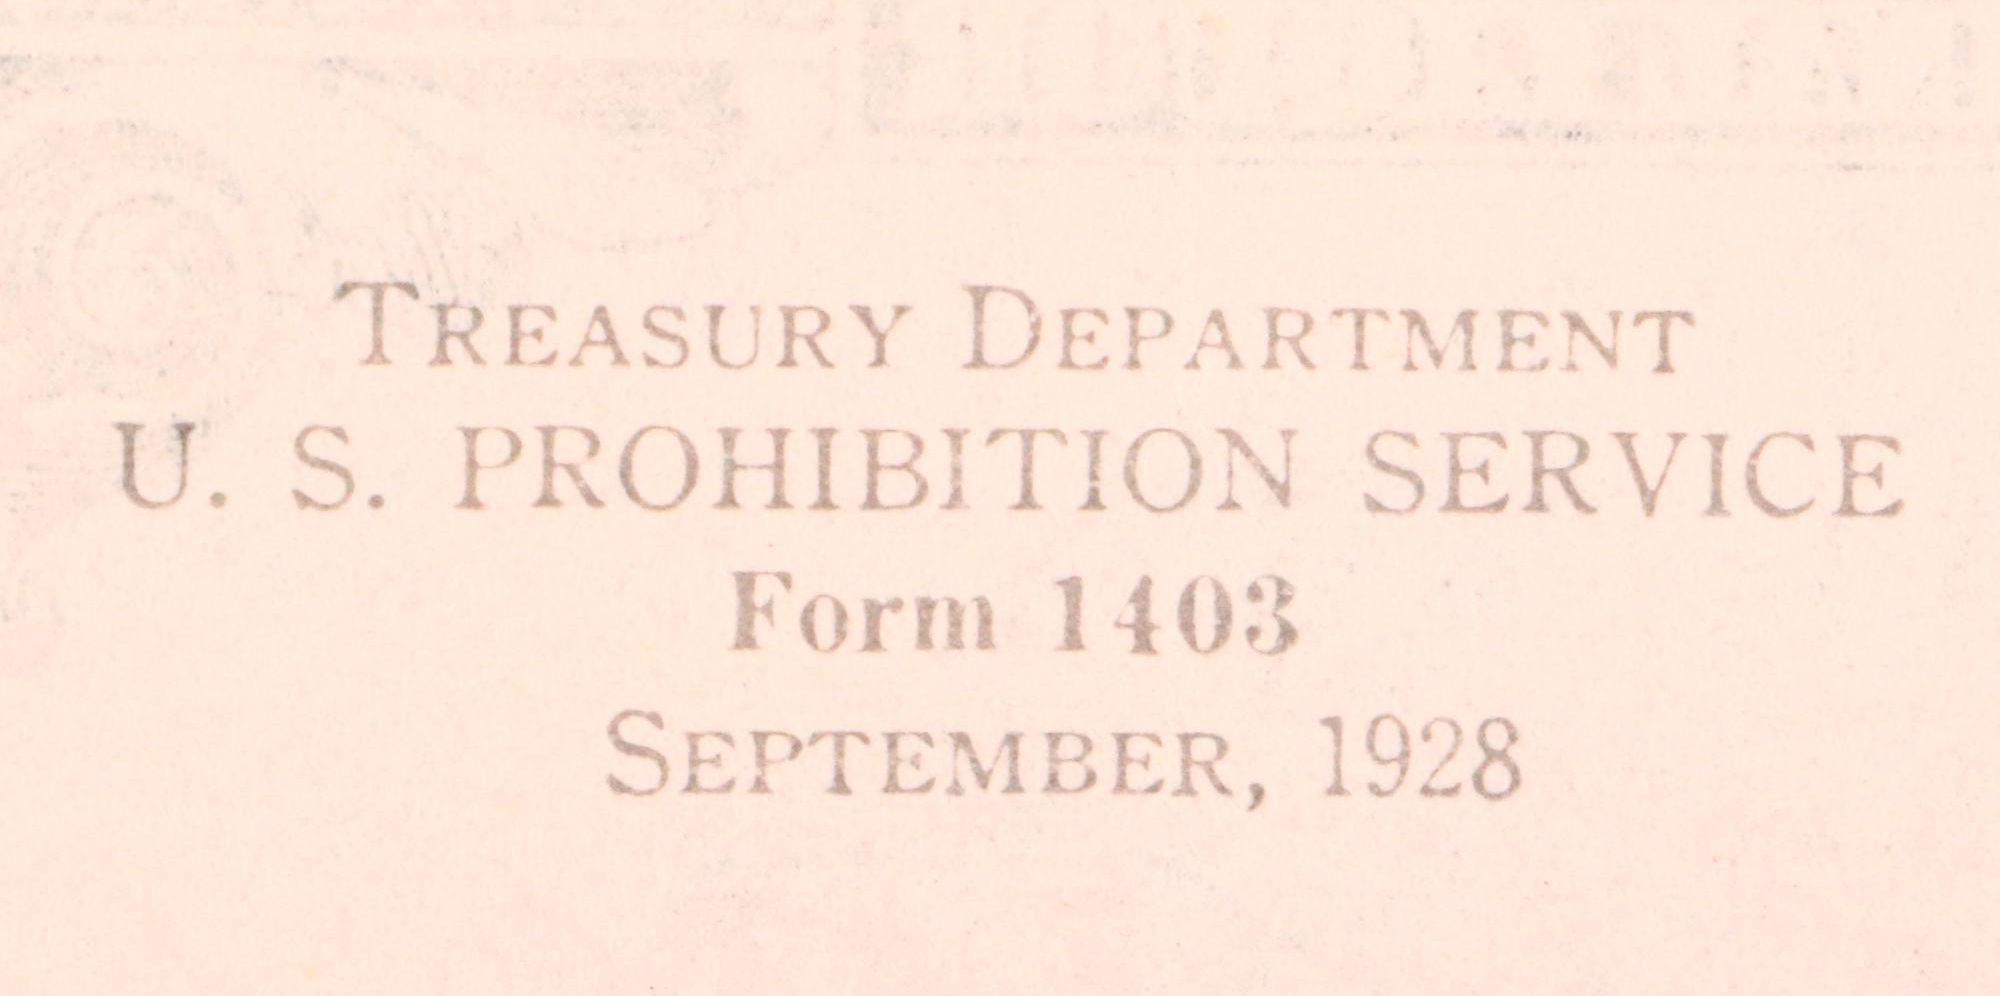 Treasury Department
U. S. PROHIBITION SERVICE
Form 1403
September, 1928